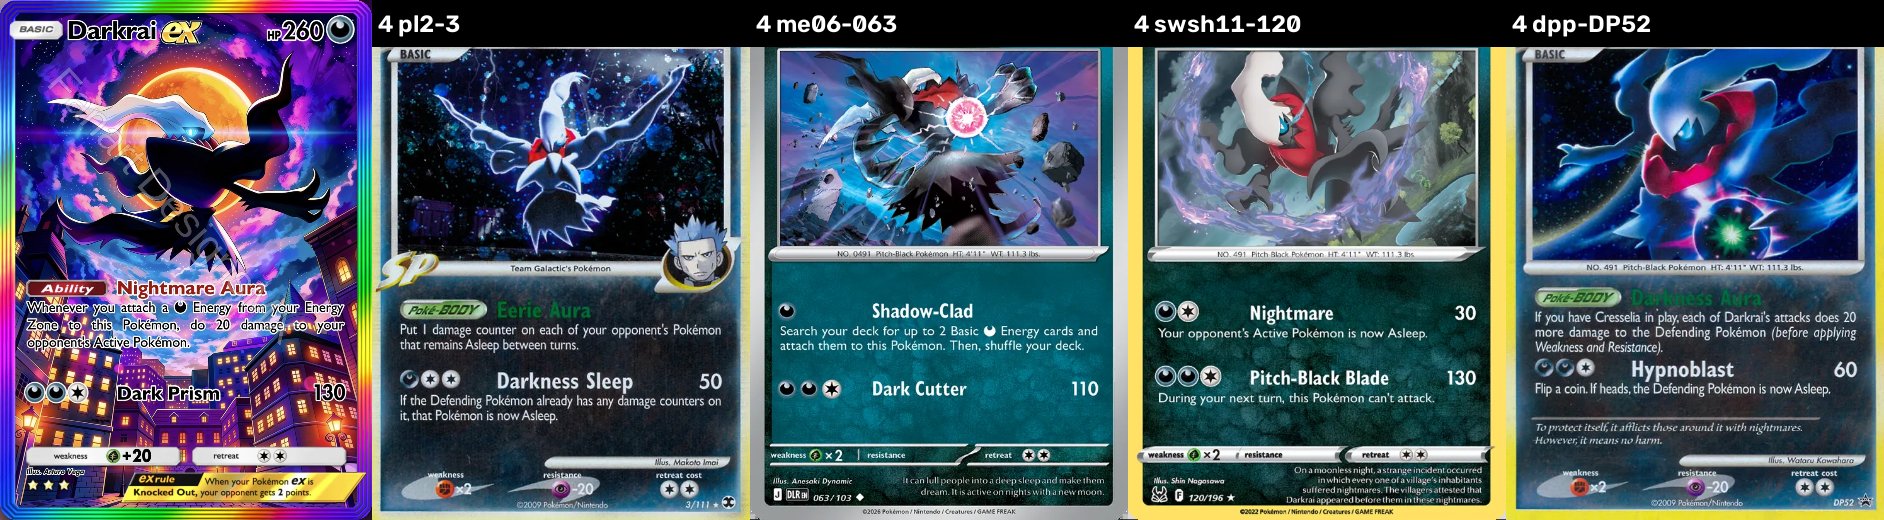 BASIC Darkrai ex HP 260
Ability Nightmare Aura
Whenever you attach a Energy from your Energy
Zone to this Pokémon, do 20 damage to your
opponent's Active Pokémon.
Dark Prism 130
weakness +20 retreat
ex rule When your Pokémon ex is
Knocked Out, your opponent gets 2 points.
4 pl2-3
BASIC
SP
Team Galactic's Pokémon
Poké-BODY Eerie Aura
Put 1 damage counter on each of your opponent's Pokémon
that remains Asleep between turns.
Darkness Sleep 50
If the Defending Pokémon already has any damage counters on
it, that Pokémon is now Asleep.
Illus. Makoto Imai
weakness resistance
×2 -20
©2009 Pokémon/Nintendo 3/111 ★
4 me06-063
NO. 0491 Pitch-Black Pokémon HT: 4'11" WT: 111.3 lbs.
Shadow-Clad
Search your deck for up to 2 Basic Energy cards and
attach them to this Pokémon. Then, shuffle your deck.
Dark Cutter 110
weakness ×2 resistance retreat
Illus. Anesaki Dynamic
It can lull people into a deep sleep and make them
dream. It is active on nights with a new moon.
J DLR EN 063/103 ◆
©2026 Pokémon / Nintendo / Creatures / GAME FREAK
4 swsh11-120
NO. 491 Pitch-Black Pokémon HT: 4'11" WT: 111.3 lbs.
Nightmare 30
Your opponent's Active Pokémon is now Asleep.
Pitch-Black Blade 130
During your next turn, this Pokémon can't attack.
weakness ×2 resistance retreat
Illus. Shin Nagasawa
On a moonless night, a strange incident occurred
in which every one of a village's inhabitants
suffered nightmares. The villagers attested that
Darkrai appeared before them in these nightmares.
F 120/196 ★
©2022 Pokémon / Nintendo / Creatures / GAME FREAK
4 dpp-DP52
BASIC
NO. 491 Pitch-Black Pokémon HT: 4'11" WT: 111.3 lbs.
Poké-BODY Darkness Aura
If you have Cresselia in play, each of Darkrai's attacks does 20
more damage to the Defending Pokémon (before applying
Weakness and Resistance).
Hypnoblast 60
Flip a coin. If heads, the Defending Pokémon is now Asleep.
To protect itself, it afflicts those around it with nightmares.
However, it means no harm.
Illus. Wataru Kawahara
weakness resistance retreat cost
×2 -20
©2009 Pokémon/Nintendo DP52